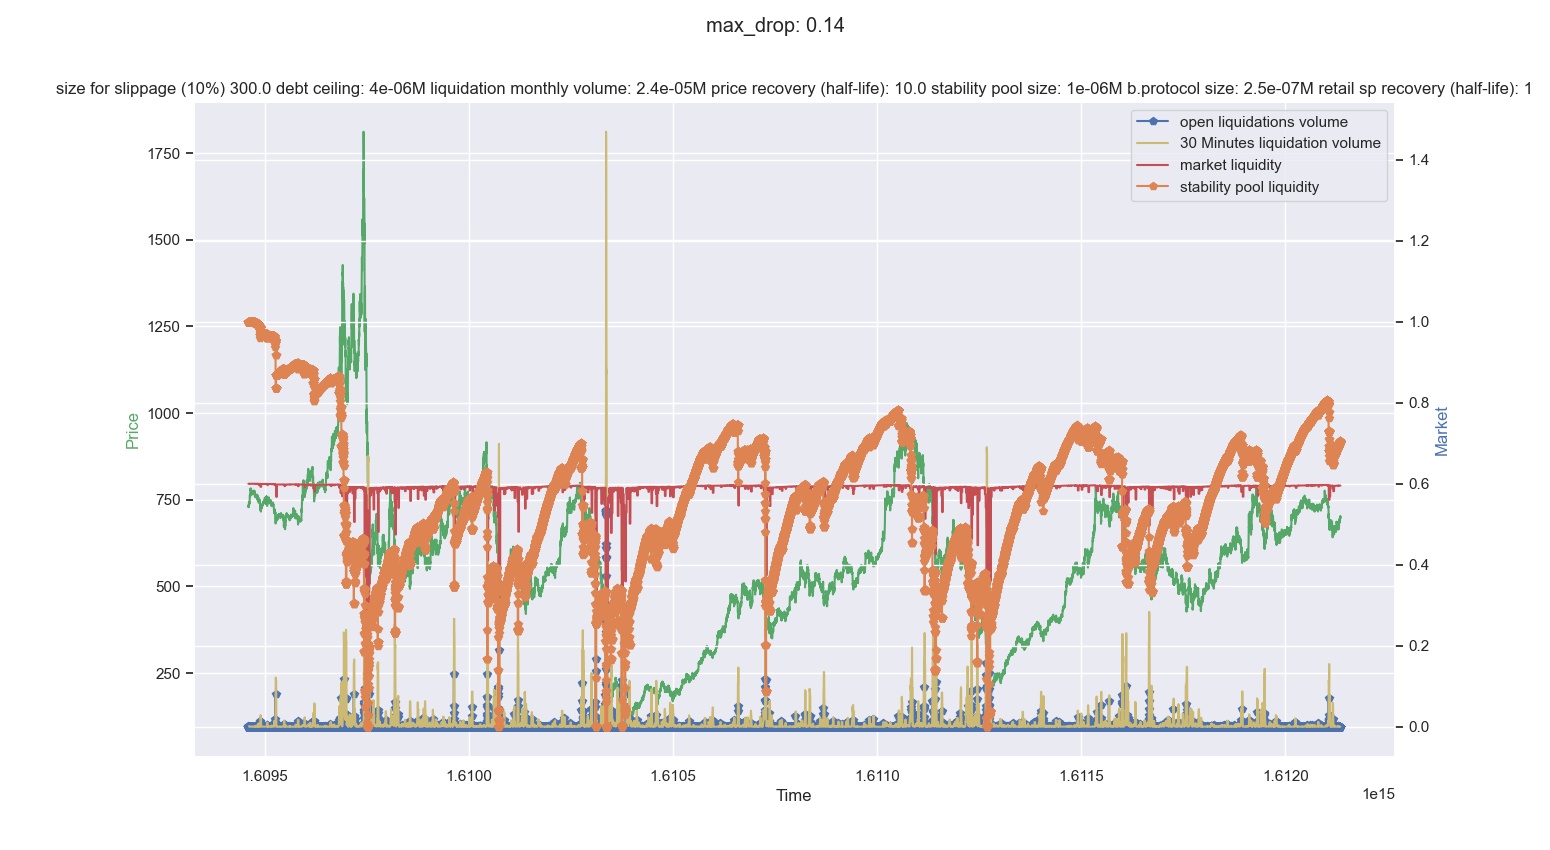 max_drop: 0.14
size for slippage (10%) 300.0 debt ceiling: 4e-06M liquidation monthly volume: 2.4e-05M price recovery (half-life): 10.0 stability pool size: 1e-06M b.protocol size: 2.5e-07M retail sp recovery (half-life): 1
open liquidations volume
30 Minutes liquidation volume
market liquidity
stability pool liquidity
1750
1500
1250
1000
750
500
250
Price
1.4
1.2
1.0
0.8
0.6
0.4
0.2
0.0
Market
1.6095 1.6100 1.6105 1.6110 1.6115 1.6120
Time
1e15